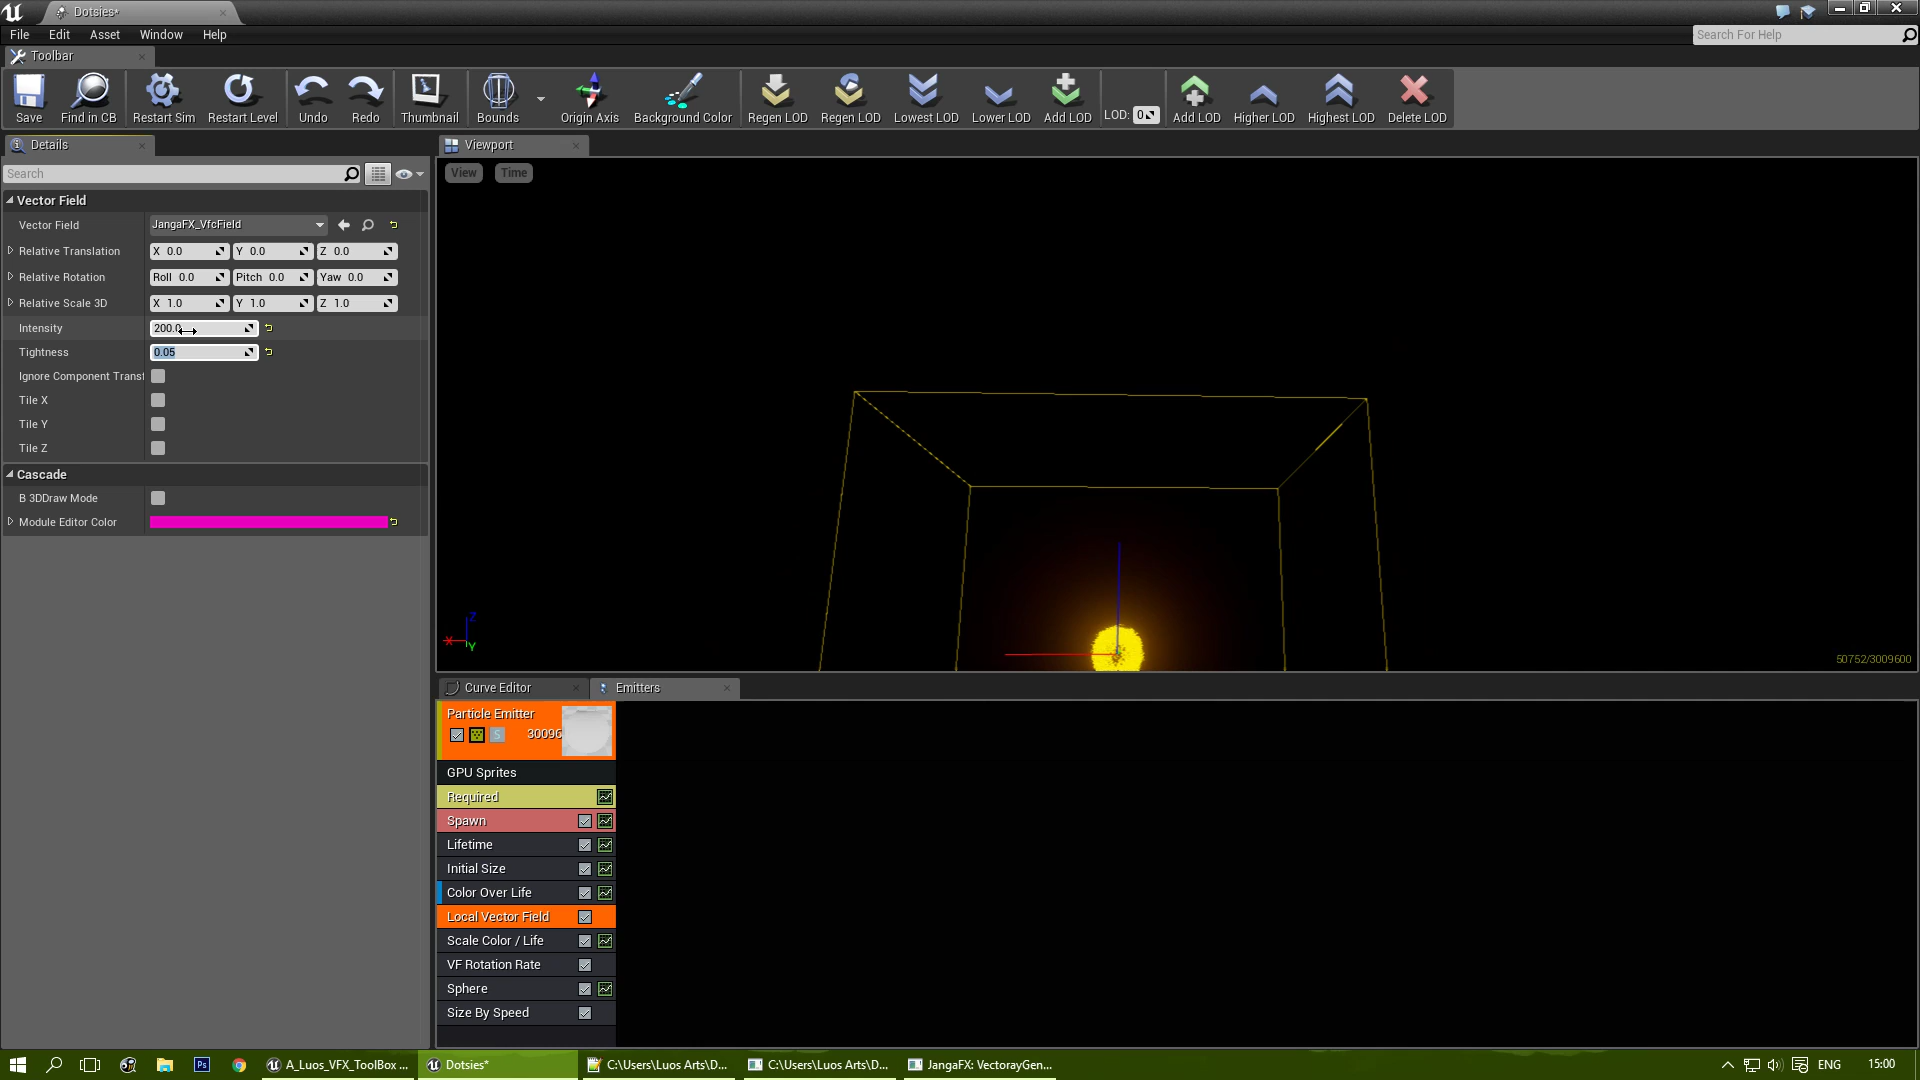 Dotsies*
File Edit Asset Window Help
Search For Help
Toolbar
Save Find in CB Restart Sim Restart Level Undo Redo Thumbnail Bounds Origin Axis Background Color Regen LOD Regen LOD Lowest LOD Lower LOD Add LOD LOD: 0 Add LOD Higher LOD Highest LOD Delete LOD
Details
Viewport
Search
View Time
Vector Field
Vector Field JangaFX_VfcField
Relative Translation X 0.0 Y 0.0 Z 0.0
Relative Rotation Roll 0.0 Pitch 0.0 Yaw 0.0
Relative Scale 3D X 1.0 Y 1.0 Z 1.0
Intensity 200.0
Tightness 0.05
Ignore Component Transf
Tile X
Tile Y
Tile Z
Cascade
B 3DDraw Mode
Module Editor Color
Z
X
Y
50752/3009600
Curve Editor Emitters
Particle Emitter
S 30096
GPU Sprites
Required
Spawn
Lifetime
Initial Size
Color Over Life
Local Vector Field
Scale Color / Life
VF Rotation Rate
Sphere
Size By Speed
Ps A_Luos_VFX_ToolBox ... Dotsies* C:\Users\Luos Arts\D... C:\Users\Luos Arts\D... JangaFX: VectorayGen... ENG 15:00